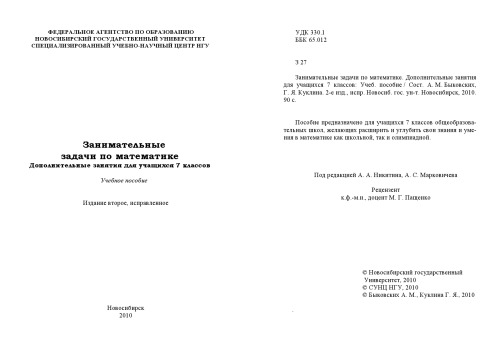 ФЕДЕРАЛЬНОЕ АГЕНТСТВО ПО ОБРАЗОВАНИЮ
НОВОСИБИРСКИЙ ГОСУДАРСТВЕННЫЙ УНИВЕРСИТЕТ
СПЕЦИАЛИЗИРОВАННЫЙ УЧЕБНО-НАУЧНЫЙ ЦЕНТР НГУ
Занимательные
задачи по математике
Дополнительные занятия для учащихся 7 классов
Учебное пособие
Издание второе, исправленное
Новосибирск
2010
УДК 330.1
ББК 65.012
З 27
Занимательные задачи по математике. Дополнительные занятия
для учащихся 7 классов: Учеб. пособие / Сост. А. М. Быковских,
Г. Я. Куклина. 2-е изд., испр. Новосиб. гос. ун-т. Новосибирск, 2010.
90 с.
Пособие предназначено для учащихся 7 классов общеобразова-
тельных школ, желающих расширить и углубить свои знания и уме-
ния в математике как школьной, так и олимпиадной.
Под редакцией А. А. Никитина, А. С. Марковичева
Рецензент
к.ф.-м.н., доцент М. Г. Пащенко
© Новосибирский государственный
Университет, 2010
© СУНЦ НГУ, 2010
© Быковских А. М., Куклина Г. Я., 2010